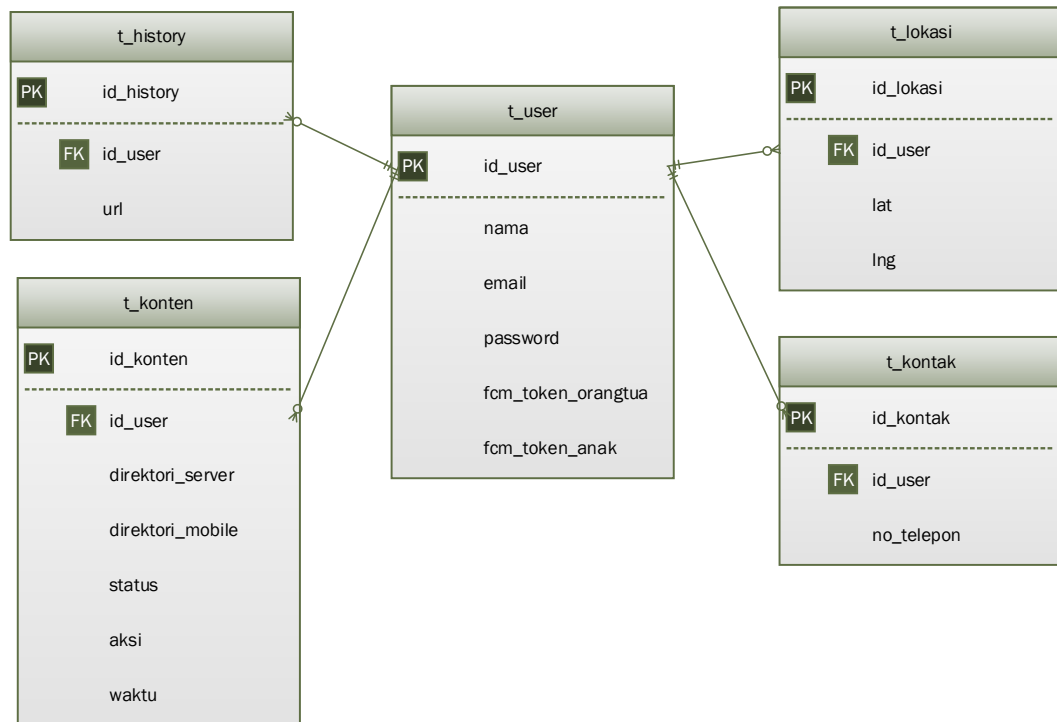 t_history
PK id_history
FK id_user
url
t_konten
PK id_konten
FK id_user
direktori_server
direktori_mobile
status
aksi
waktu
t_user
PK id_user
nama
email
password
fcm_token_orangtua
fcm_token_anak
t_lokasi
PK id_lokasi
FK id_user
lat
lng
t_kontak
PK id_kontak
FK id_user
no_telepon